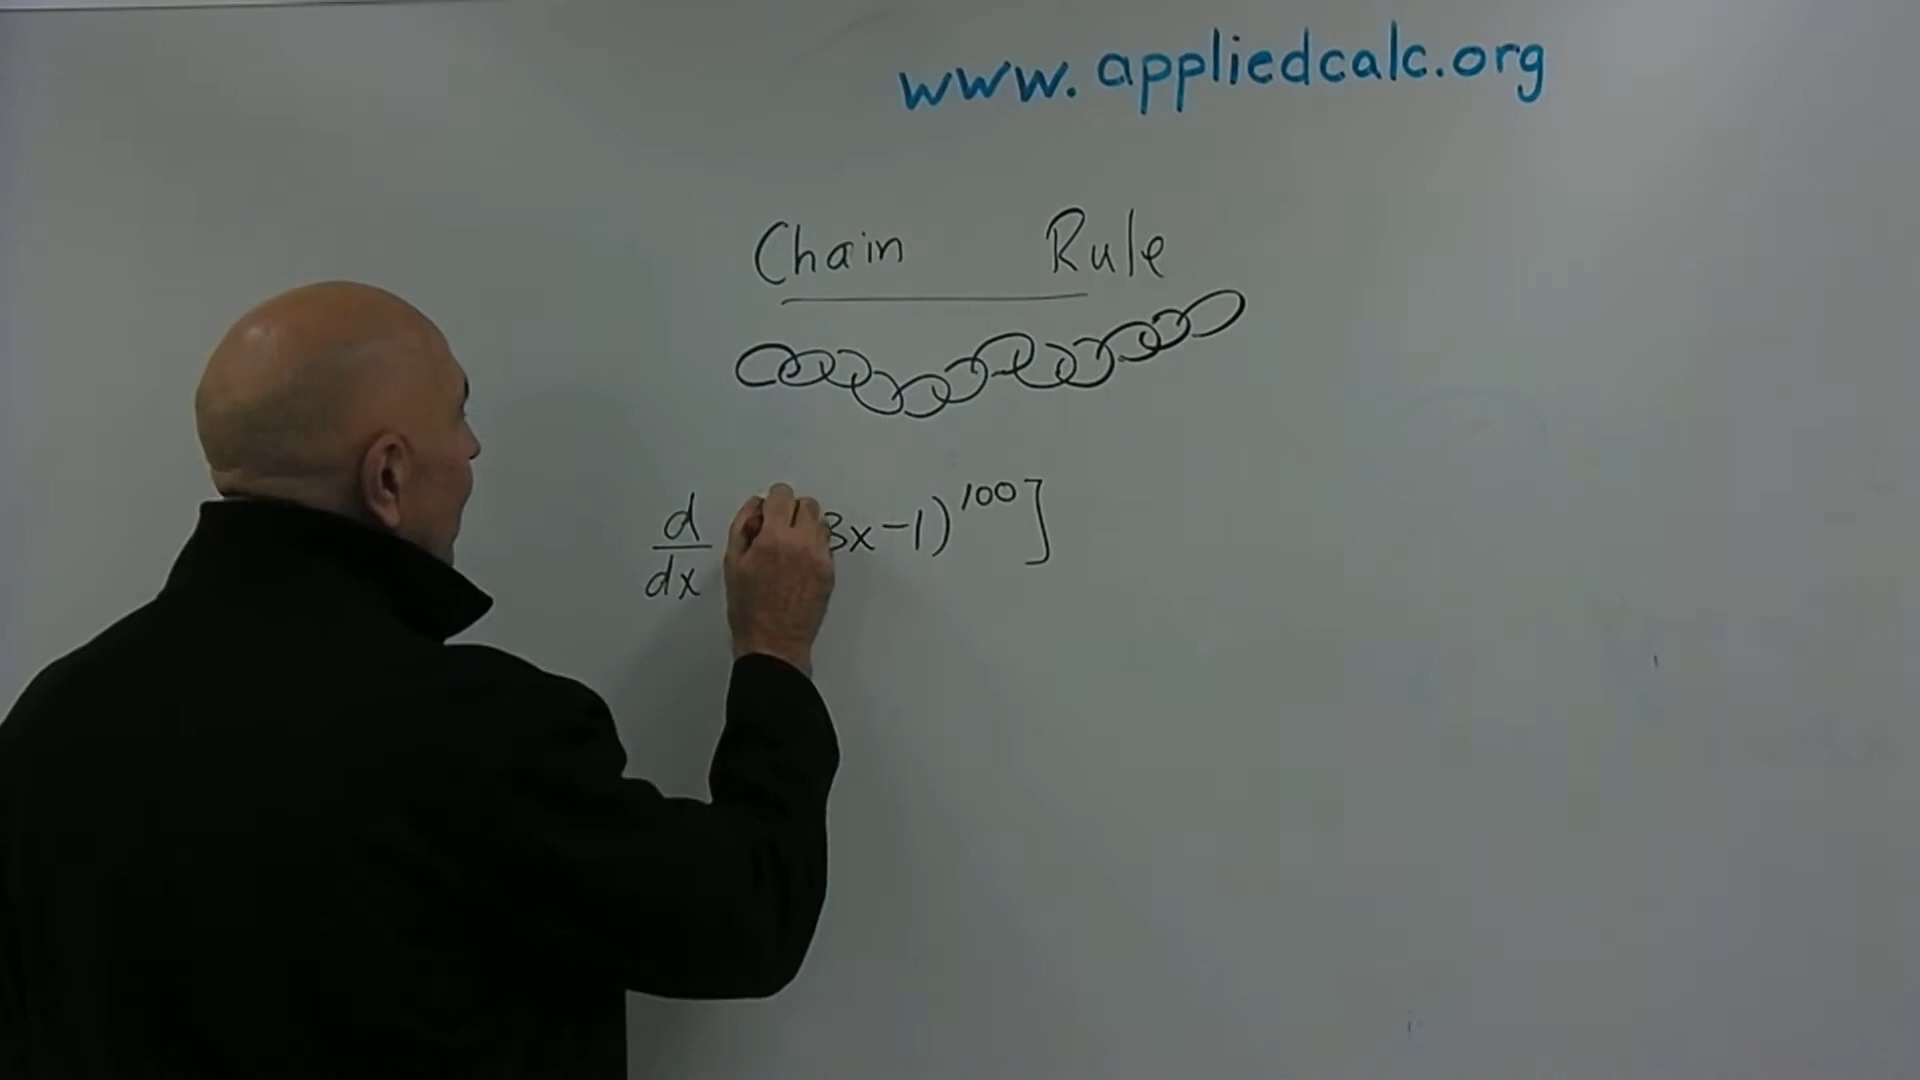 www.appliedcalc.org
Chain Rule
d
dx
3x-1)^100]